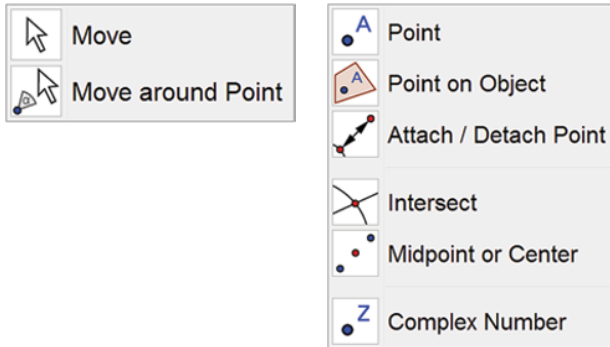 Move
Move around Point
A
Point
A
Point on Object
Attach / Detach Point
Intersect
Midpoint or Center
Z
Complex Number